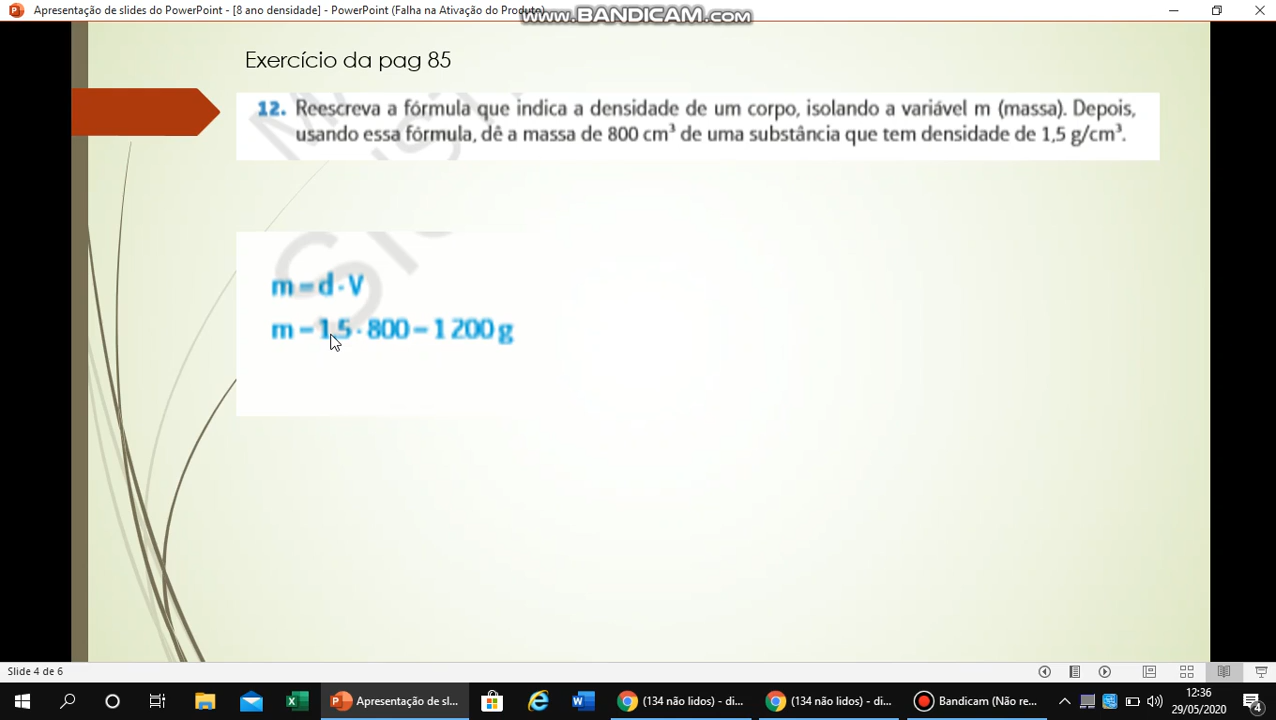 Apresentação de slides do PowerPoint - [8 ano densidade] - PowerPoint (Falha na Ativação do Produto)
www.BANDICAM.com
Exercício da pag 85
12. Reescreva a fórmula que indica a densidade de um corpo, isolando a variável m (massa). Depois,
usando essa fórmula, dê a massa de 800 cm³ de uma substância que tem densidade de 1,5 g/cm³.
m = d · V
m = 1,5 · 800 = 1 200 g
Slide 4 de 6
Apresentação de sl...
(134 não lidos) - di...
(134 não lidos) - di...
Bandicam (Não re...
12:36
29/05/2020
4